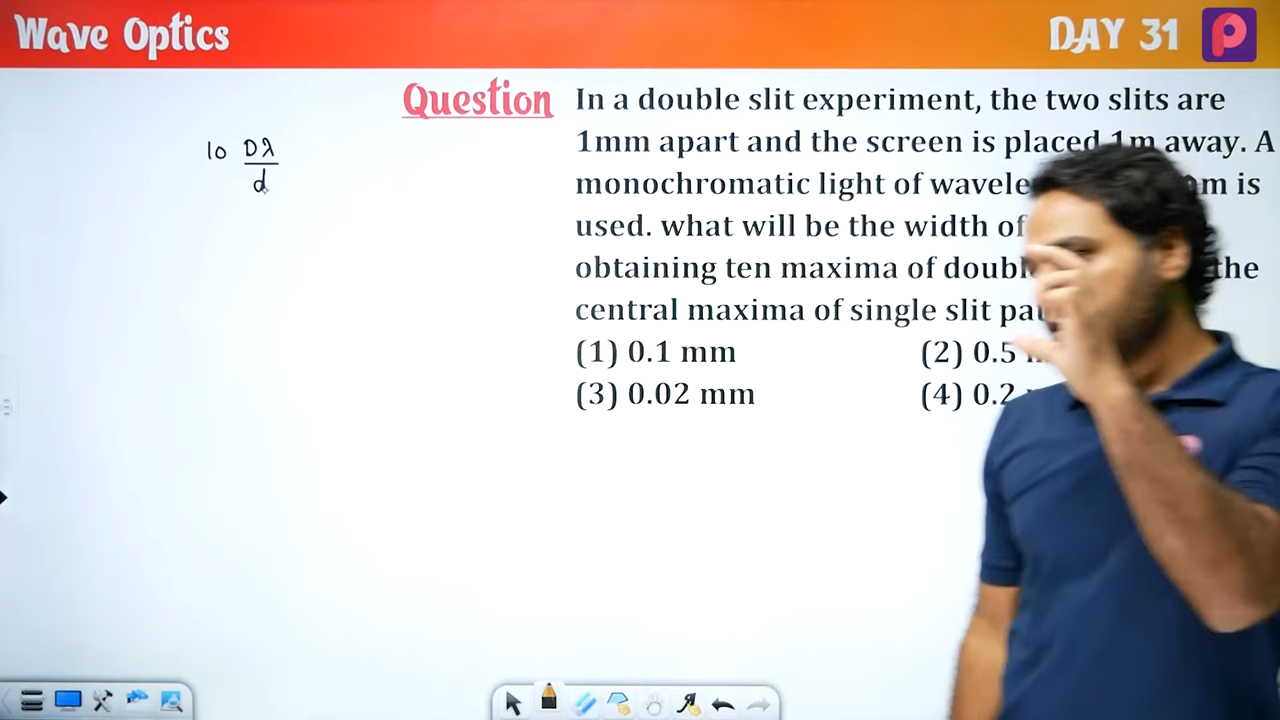 Wave Optics
DAY 31
10 Dλ
d
Question
In a double slit experiment, the two slits are
1mm apart and the screen is placed 1m away. A
monochromatic light of is
used. what will be the width of
obtaining ten maxima of the
central maxima of single slit
(1) 0.1 mm (2) 0.5
(3) 0.02 mm (4) 0.2